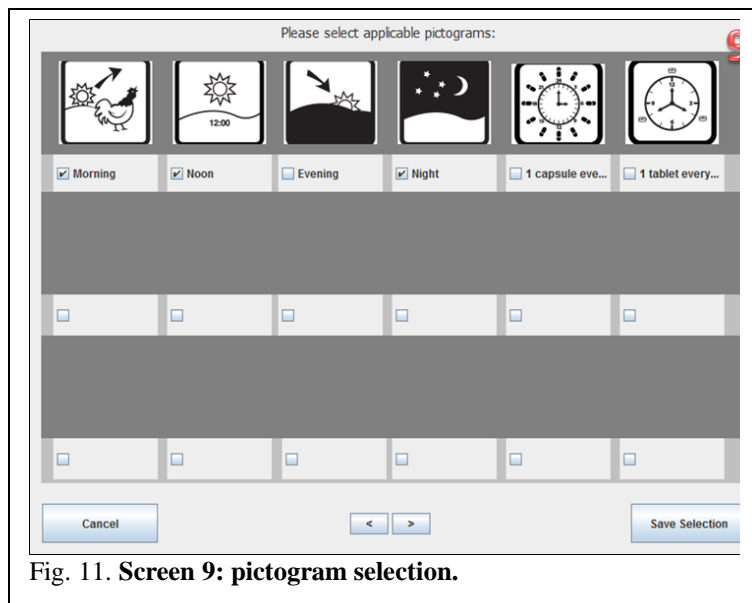 Please select applicable pictograms:
9
12:00
Morning
Noon
Evening
Night
1 capsule eve...
1 tablet every...
Cancel
<
>
Save Selection
Fig. 11. Screen 9: pictogram selection.